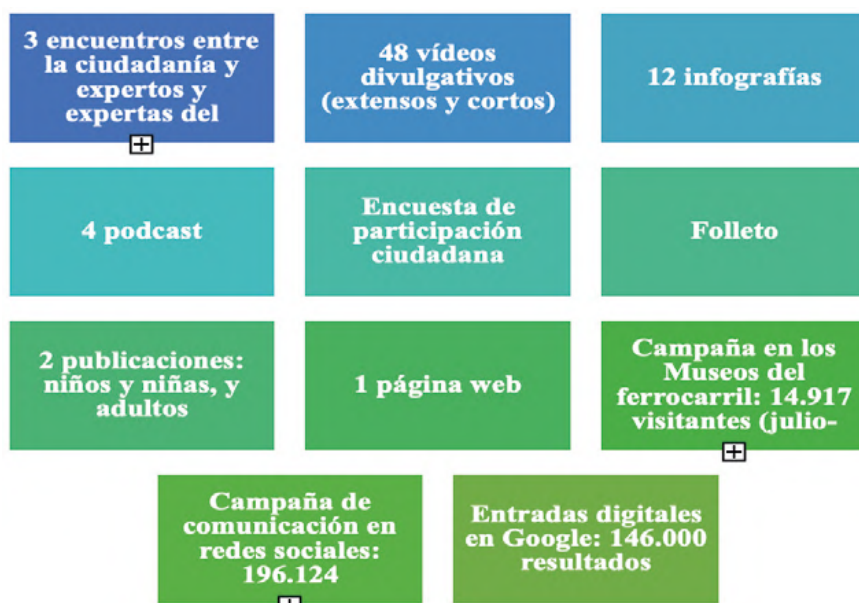 3 encuentros entre
la ciudadanía y
expertos y
expertas del
48 vídeos
divulgativos
(extensos y cortos)
12 infografías
4 podcast
Encuesta de
participación
ciudadana
Folleto
2 publicaciones:
niños y niñas, y
adultos
1 página web
Campaña en los
Museos del
ferrocarril: 14.917
visitantes (julio-
Campaña de
comunicación en
redes sociales:
196.124
Entradas digitales
en Google: 146.000
resultados